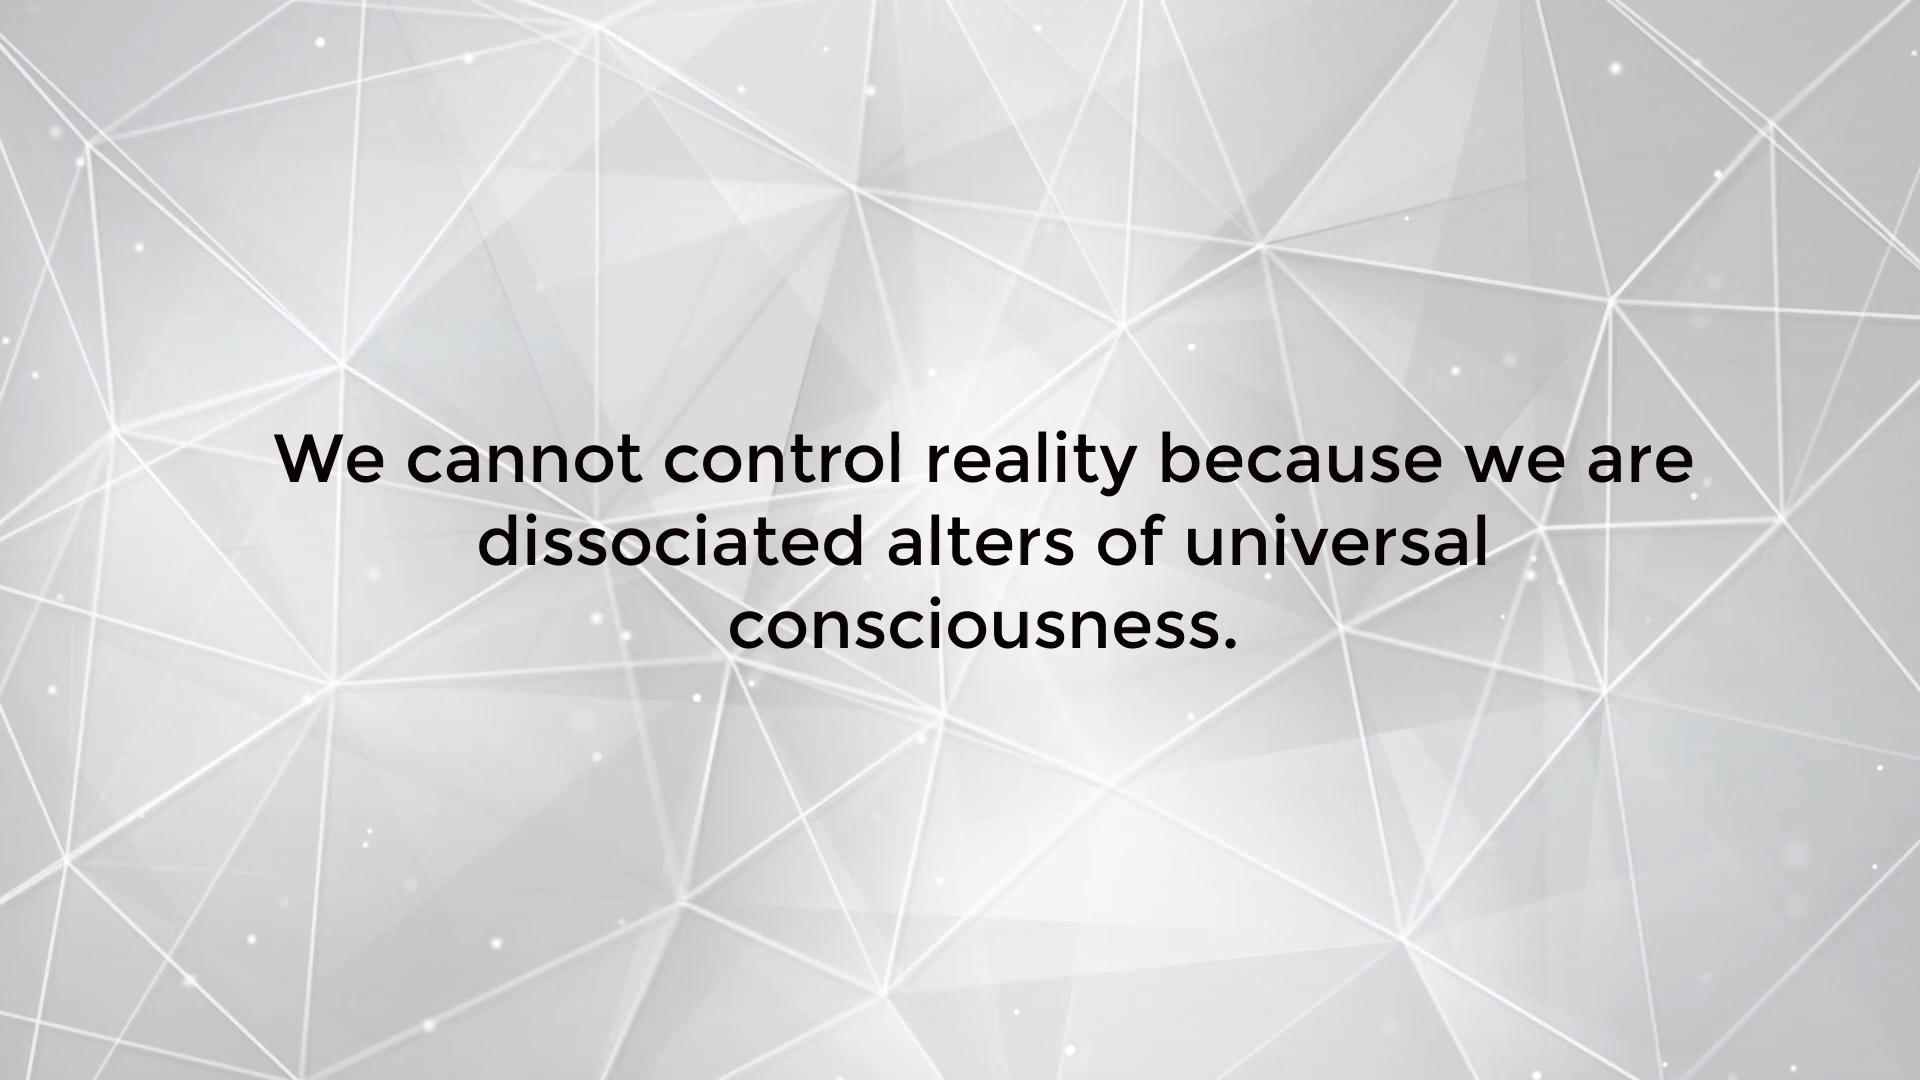 We cannot control reality because we are
dissociated alters of universal
consciousness.